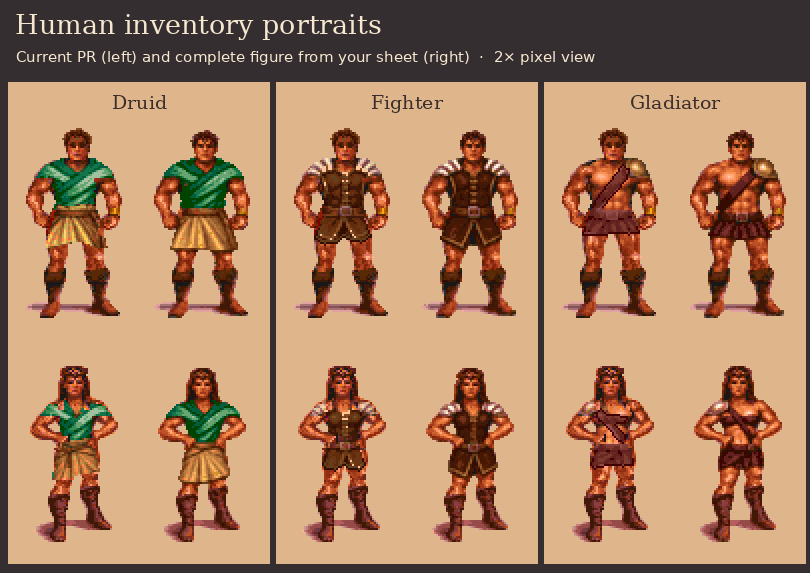 Human inventory portraits
Current PR (left) and complete figure from your sheet (right) · 2× pixel view
Druid
Fighter
Gladiator